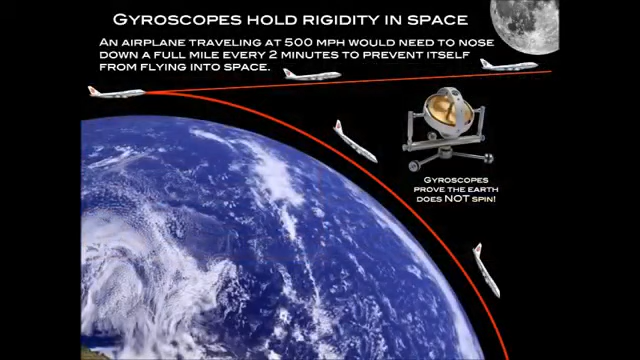 Gyroscopes hold rigidity in space
An airplane traveling at 500 mph would need to nose
down a full mile every 2 minutes to prevent itself
from flying into space.
Gyroscopes
prove the earth
does NOT spin!